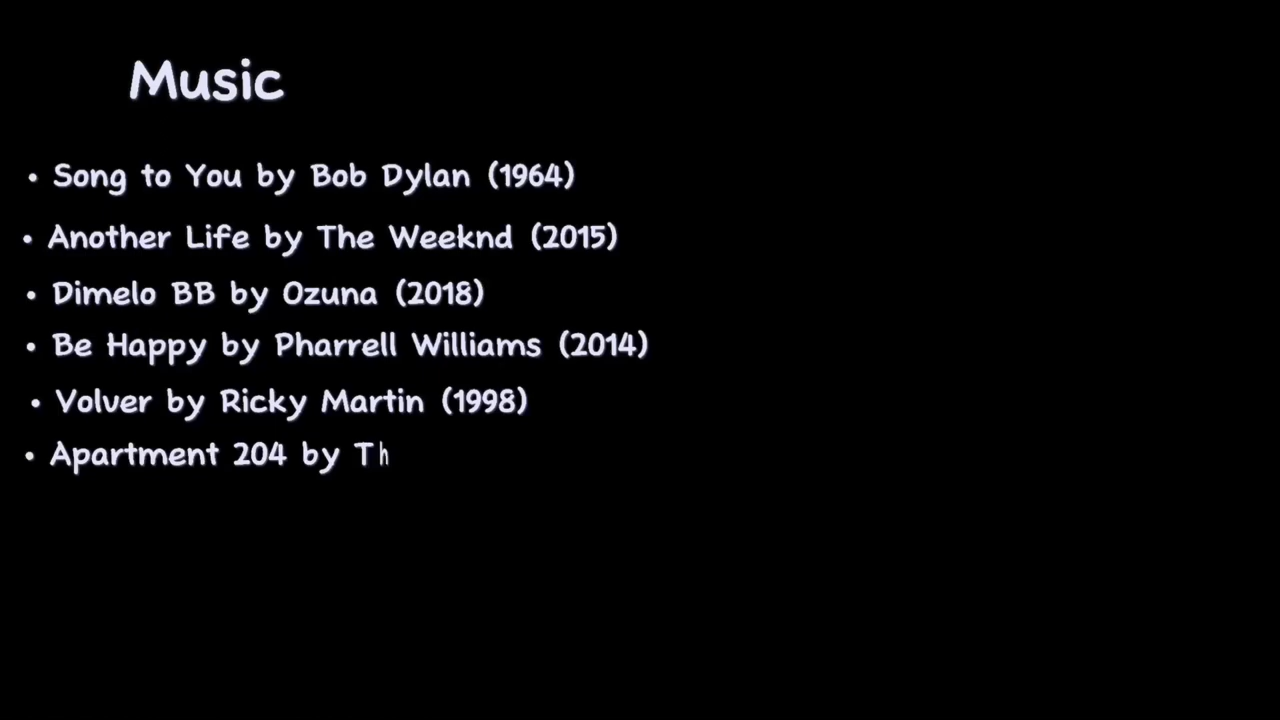 Music
• Song to You by Bob Dylan (1964)
• Another Life by The Weeknd (2015)
• Dimelo BB by Ozuna (2018)
• Be Happy by Pharrell Williams (2014)
• Volver by Ricky Martin (1998)
• Apartment 204 by Th